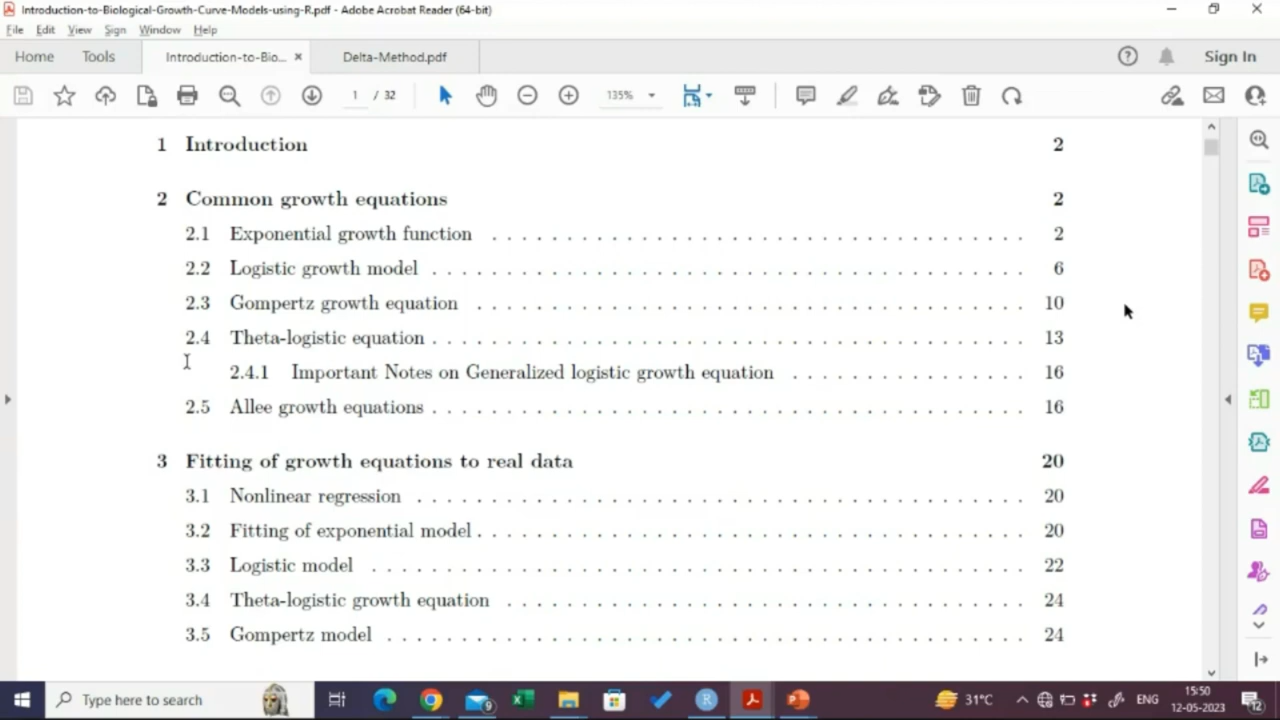 Introduction-to-Biological-Growth-Curve-Models-using-R.pdf - Adobe Acrobat Reader (64-bit)
File Edit View Sign Window Help
Home Tools Introduction-to-Bio... × Delta-Method.pdf Sign In
1 / 32 135%
1 Introduction 2
2 Common growth equations 2
2.1 Exponential growth function 2
2.2 Logistic growth model 6
2.3 Gompertz growth equation 10
2.4 Theta-logistic equation 13
2.4.1 Important Notes on Generalized logistic growth equation 16
2.5 Allee growth equations 16
3 Fitting of growth equations to real data 20
3.1 Nonlinear regression 20
3.2 Fitting of exponential model 20
3.3 Logistic model 22
3.4 Theta-logistic growth equation 24
3.5 Gompertz model 24
Type here to search 9 R 31°C ENG 15:50
12-05-2023 12